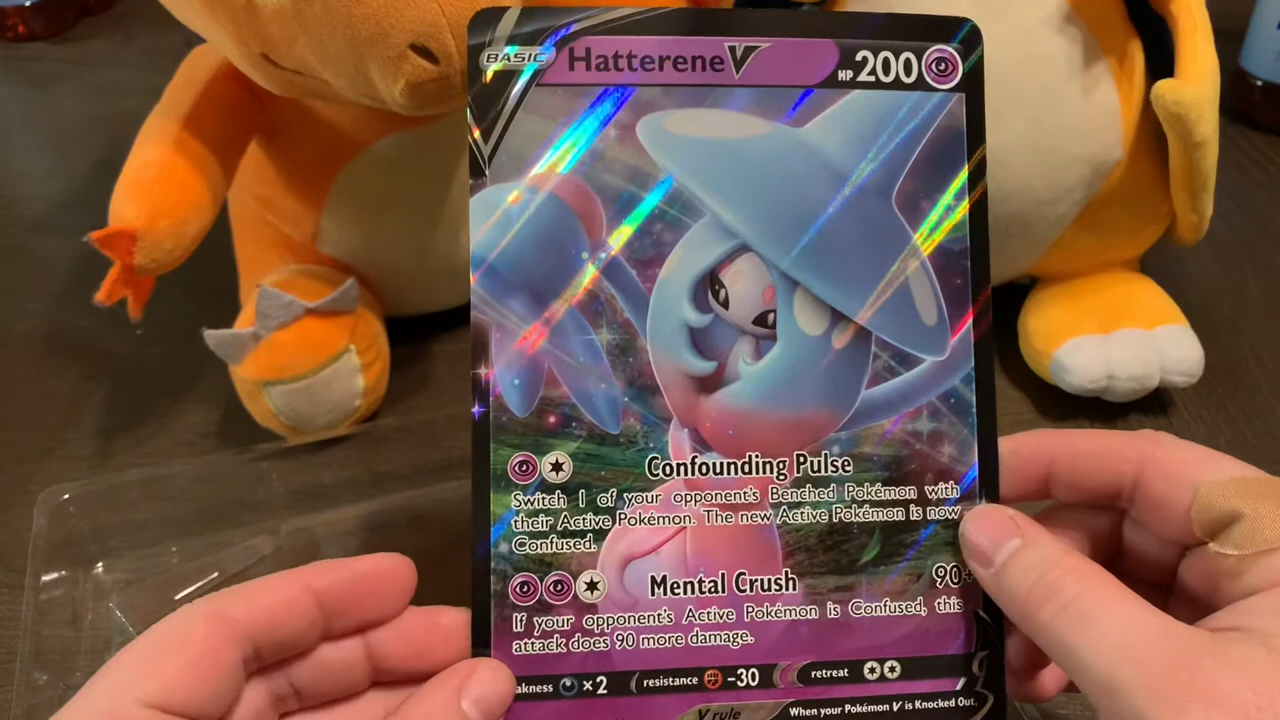 BASIC Hatterene V HP 200
Confounding Pulse
Switch 1 of your opponent's Benched Pokémon with
their Active Pokémon. The new Active Pokémon is now
Confused.
Mental Crush 90+
If your opponent's Active Pokémon is Confused, this
attack does 90 more damage.
akness ×2 resistance -30 retreat
V rule When your Pokémon V is Knocked Out,